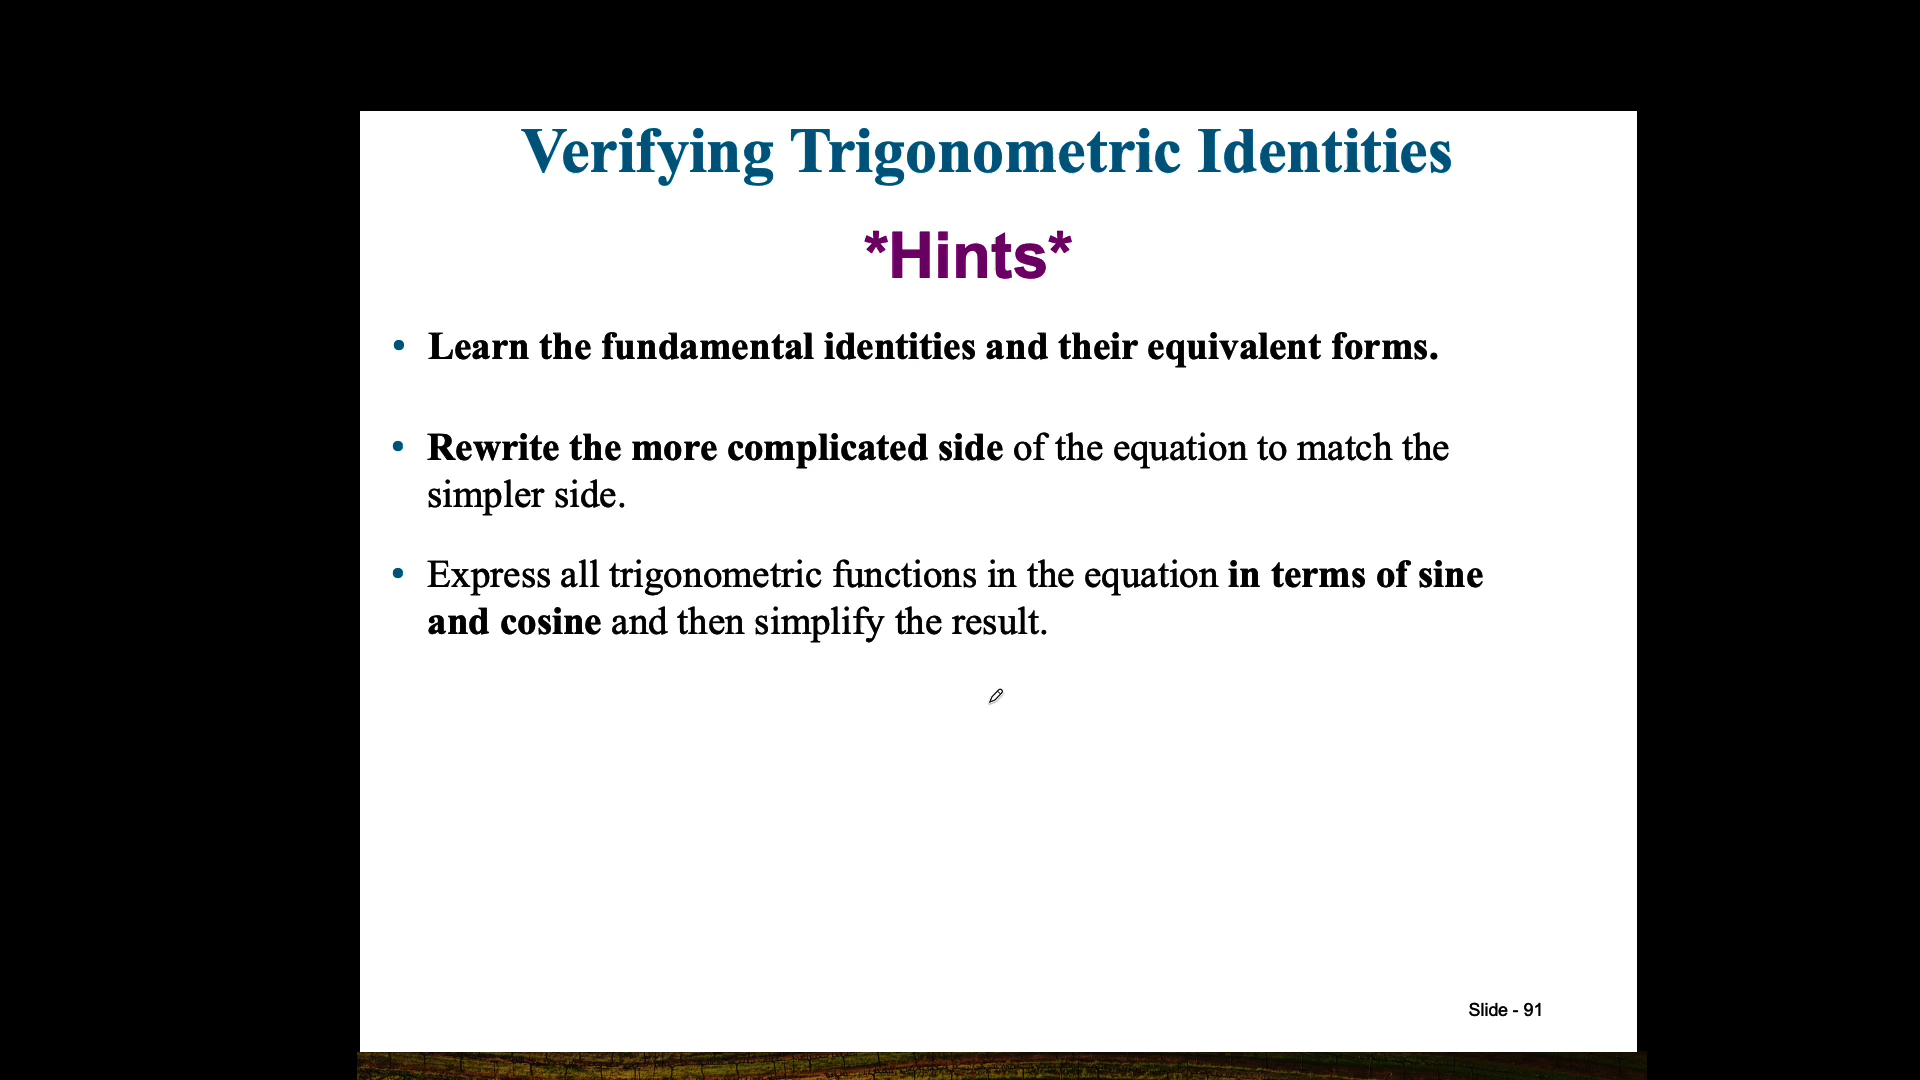 Verifying Trigonometric Identities
*Hints*
• Learn the fundamental identities and their equivalent forms.
• Rewrite the more complicated side of the equation to match the
simpler side.
• Express all trigonometric functions in the equation in terms of sine
and cosine and then simplify the result.
Slide - 91